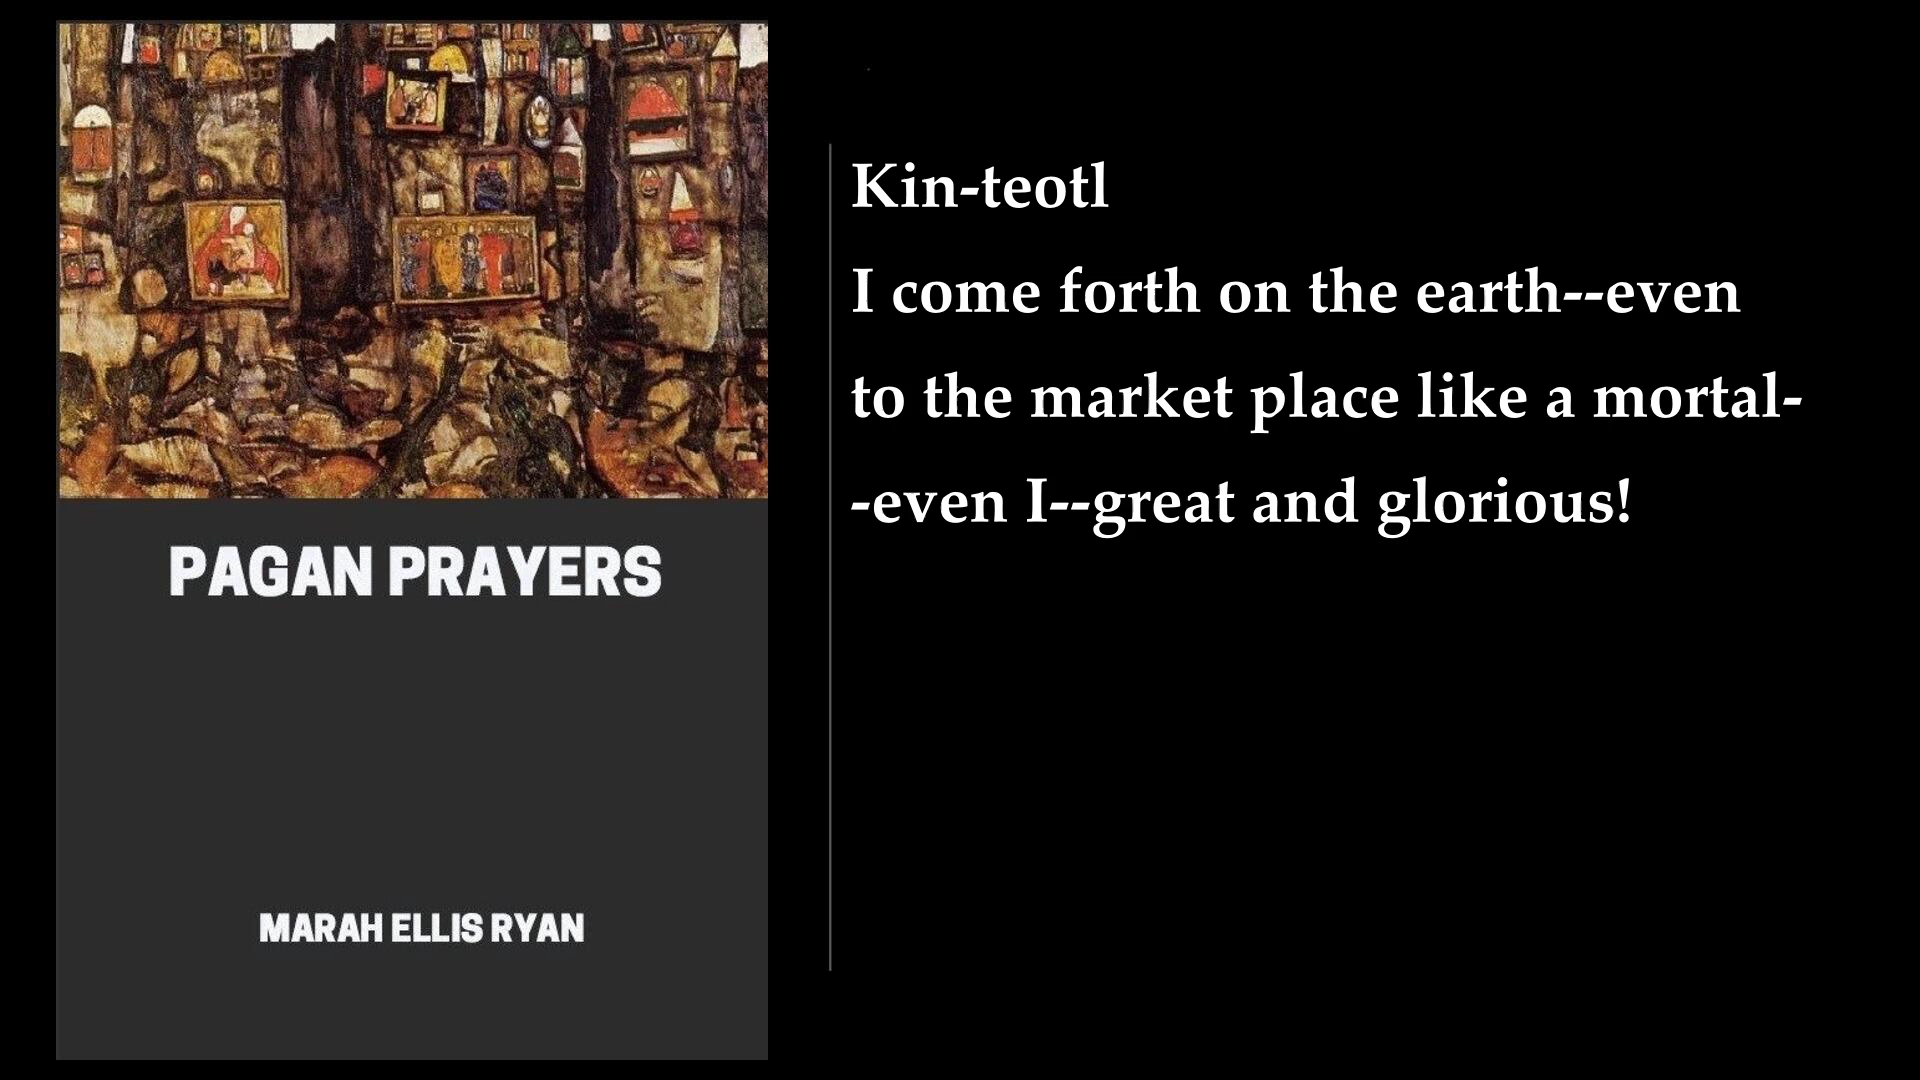 PAGAN PRAYERS
MARAH ELLIS RYAN
Kin-teotl
I come forth on the earth--even
to the market place like a mortal-
-even I--great and glorious!